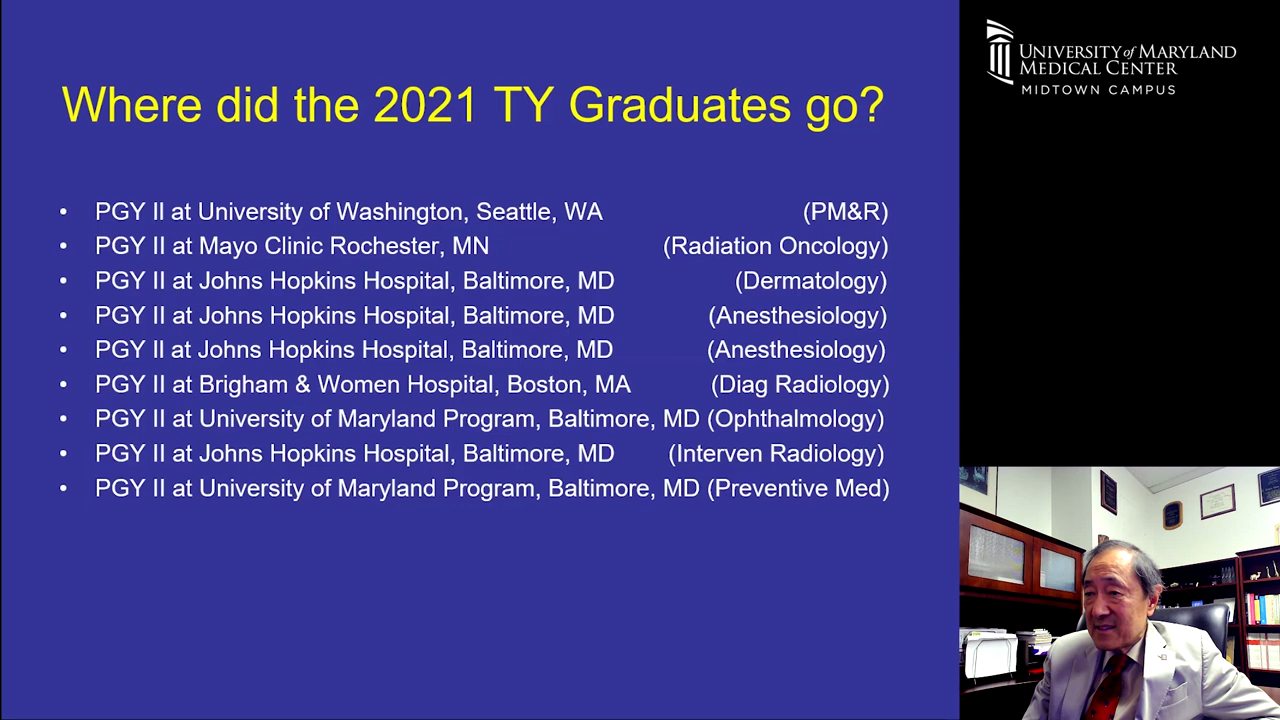 Where did the 2021 TY Graduates go?
• PGY II at University of Washington, Seattle, WA (PM&R)
• PGY II at Mayo Clinic Rochester, MN (Radiation Oncology)
• PGY II at Johns Hopkins Hospital, Baltimore, MD (Dermatology)
• PGY II at Johns Hopkins Hospital, Baltimore, MD (Anesthesiology)
• PGY II at Johns Hopkins Hospital, Baltimore, MD (Anesthesiology)
• PGY II at Brigham & Women Hospital, Boston, MA (Diag Radiology)
• PGY II at University of Maryland Program, Baltimore, MD (Ophthalmology)
• PGY II at Johns Hopkins Hospital, Baltimore, MD (Interven Radiology)
• PGY II at University of Maryland Program, Baltimore, MD (Preventive Med)
UNIVERSITY of MARYLAND
MEDICAL CENTER
MIDTOWN CAMPUS